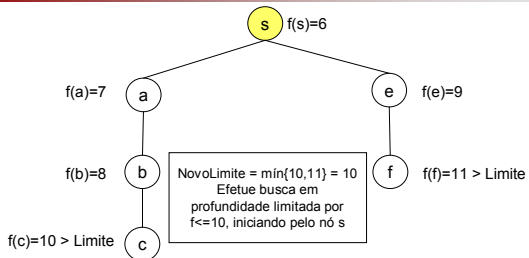 s f(s)=6
f(a)=7 a
e f(e)=9
f(b)=8 b
NovoLimite = mín{10,11} = 10
Efetue busca em
profundidade limitada por
f<=10, iniciando pelo nó s
f f(f)=11 > Limite
f(c)=10 > Limite c